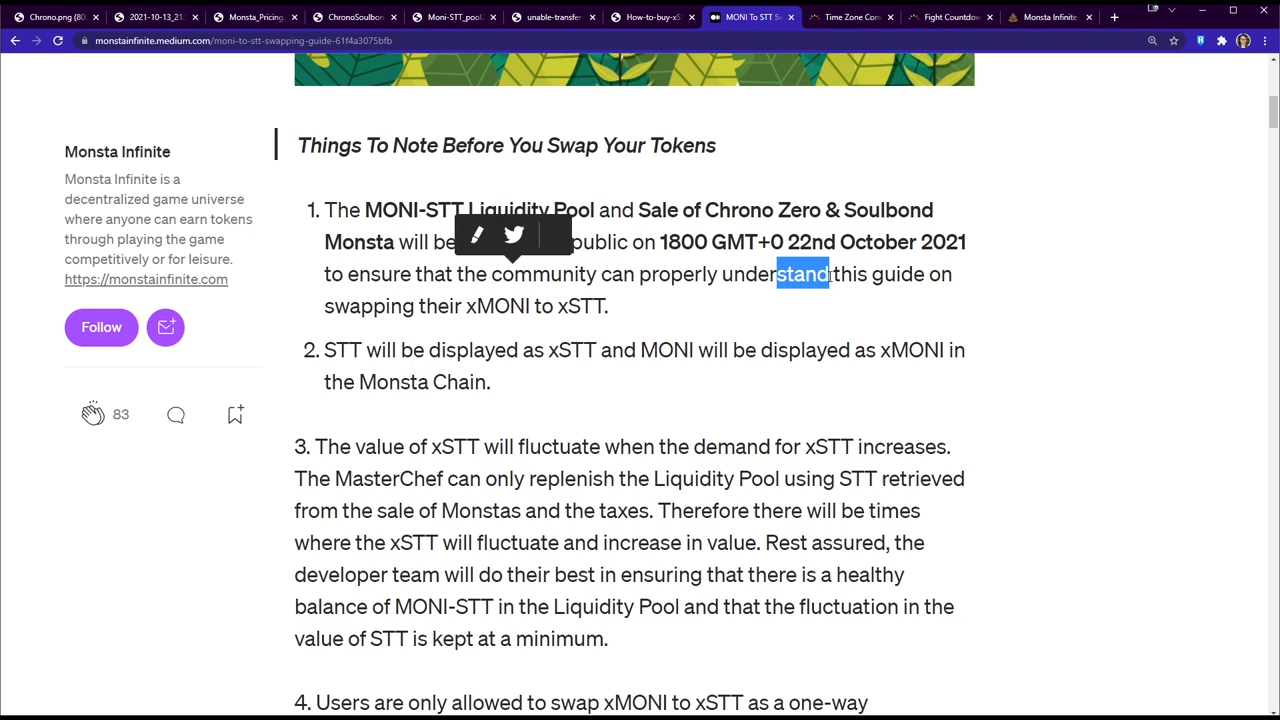 Chrono.png (80
2021-10-13_21.
Monsta_Pricing.
ChronoSoulbon
Moni-STT_pool2
unable-transfer
How-to-buy-xS
MONI To STT S
Time Zone Con
Fight Countdow
Monsta Infinite
monstainfinite.medium.com/moni-to-stt-swapping-guide-61f4a3075bfb
Monsta Infinite
Monsta Infinite is a
decentralized game universe
where anyone can earn tokens
through playing the game
competitively or for leisure.
https://monstainfinite.com
Follow
83
Things To Note Before You Swap Your Tokens
1. The MONI-STT Liquidity Pool and Sale of Chrono Zero & Soulbond
Monsta will be public on 1800 GMT+0 22nd October 2021
to ensure that the community can properly understand this guide on
swapping their xMONI to xSTT.
2. STT will be displayed as xSTT and MONI will be displayed as xMONI in
the Monsta Chain.
3. The value of xSTT will fluctuate when the demand for xSTT increases.
The MasterChef can only replenish the Liquidity Pool using STT retrieved
from the sale of Monstas and the taxes. Therefore there will be times
where the xSTT will fluctuate and increase in value. Rest assured, the
developer team will do their best in ensuring that there is a healthy
balance of MONI-STT in the Liquidity Pool and that the fluctuation in the
value of STT is kept at a minimum.
4. Users are only allowed to swap xMONI to xSTT as a one-way